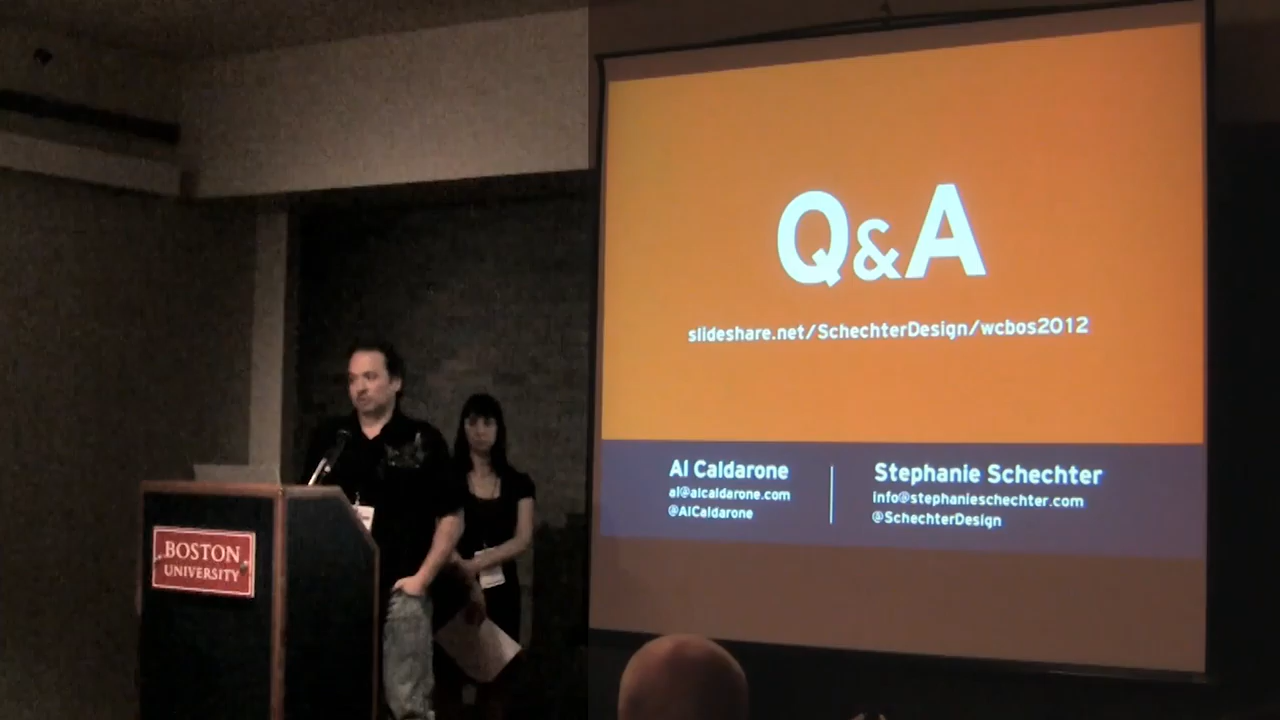 Q&A
slideshare.net/SchechterDesign/wcbos2012
Al Caldarone
al@alcaldarone.com
@AlCaldarone
Stephanie Schechter
info@stephanieschechter.com
@SchechterDesign
BOSTON
UNIVERSITY